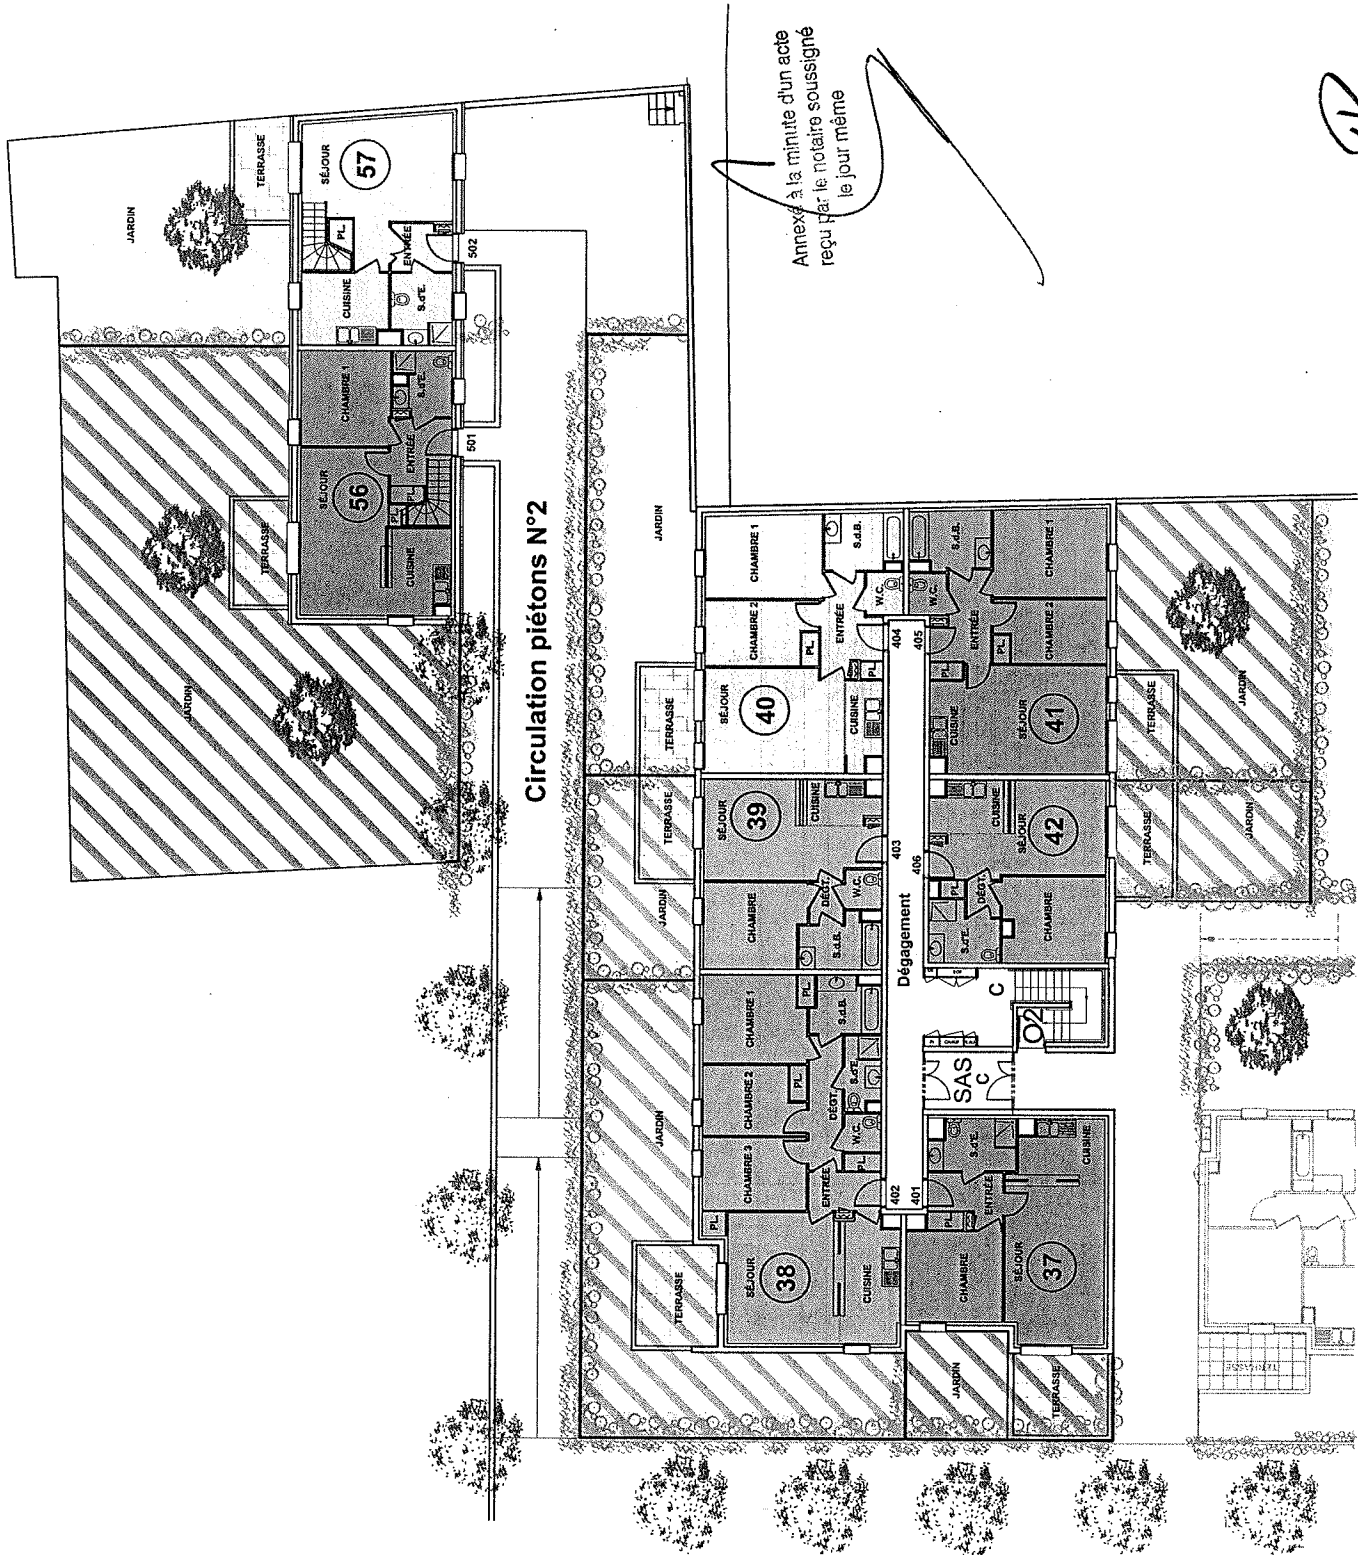 JARDIN
TERRASSE
SÉJOUR
57
PL.
ENTRÉE
502
CUISINE
S.d'E.
CHAMBRE 1
S.d'E.
ENTRÉE
501
SÉJOUR
56
PL.
PL.
CUISINE
TERRASSE
JARDIN
Circulation piétons N°2
Annexé à la minute d'un acte
reçu par le notaire soussigné
le jour même
JARDIN
TERRASSE
CHAMBRE 1
S.d.B.
CHAMBRE 2
PL.
ENTRÉE
W.C.
404
SÉJOUR
40
CUISINE
PL.
405
W.C.
S.d.B.
CHAMBRE 1
ENTRÉE
PL.
CHAMBRE 2
PL.
CUISINE
SÉJOUR
41
TERRASSE
JARDIN
TERRASSE
JARDIN
SÉJOUR
39
CUISINE
403
CHAMBRE
DÉGT.
W.C.
S.d.B.
406
CUISINE
SÉJOUR
42
PL.
DÉGT.
S.d'E.
CHAMBRE
TERRASSE
JARDIN
Dégagement
C
O2
SAS
C
CHAMBRE 1
PL.
S.d.B.
CHAMBRE 2
PL.
S.d'E.
DÉGT.
CHAMBRE 3
W.C.
PL.
ENTRÉE
402
PL.
SÉJOUR
38
CUISINE
TERRASSE
JARDIN
401
S.d'E.
CUISINE
ENTRÉE
PL.
CHAMBRE
SÉJOUR
37
JARDIN
TERRASSE
TERRASSE